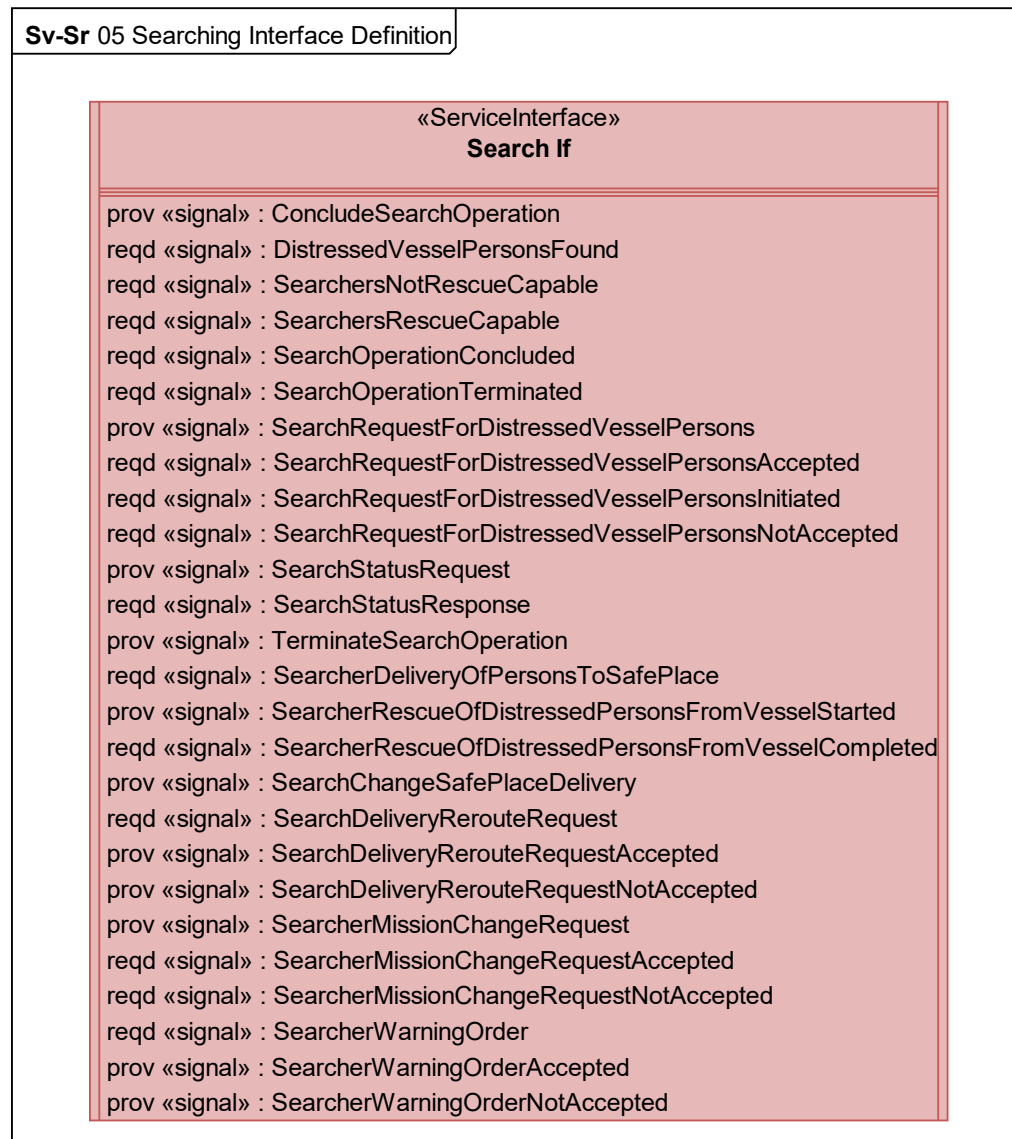 Sv-Sr 05 Searching Interface Definition
«ServiceInterface»
Search If
prov «signal» : ConcludeSearchOperation
reqd «signal» : DistressedVesselPersonsFound
reqd «signal» : SearchersNotRescueCapable
reqd «signal» : SearchersRescueCapable
reqd «signal» : SearchOperationConcluded
reqd «signal» : SearchOperationTerminated
prov «signal» : SearchRequestForDistressedVesselPersons
reqd «signal» : SearchRequestForDistressedVesselPersonsAccepted
reqd «signal» : SearchRequestForDistressedVesselPersonsInitiated
reqd «signal» : SearchRequestForDistressedVesselPersonsNotAccepted
prov «signal» : SearchStatusRequest
reqd «signal» : SearchStatusResponse
prov «signal» : TerminateSearchOperation
reqd «signal» : SearcherDeliveryOfPersonsToSafePlace
prov «signal» : SearcherRescueOfDistressedPersonsFromVesselStarted
reqd «signal» : SearcherRescueOfDistressedPersonsFromVesselCompleted
prov «signal» : SearchChangeSafePlaceDelivery
reqd «signal» : SearchDeliveryRerouteRequest
prov «signal» : SearchDeliveryRerouteRequestAccepted
prov «signal» : SearchDeliveryRerouteRequestNotAccepted
prov «signal» : SearcherMissionChangeRequest
reqd «signal» : SearcherMissionChangeRequestAccepted
reqd «signal» : SearcherMissionChangeRequestNotAccepted
reqd «signal» : SearcherWarningOrder
prov «signal» : SearcherWarningOrderAccepted
prov «signal» : SearcherWarningOrderNotAccepted